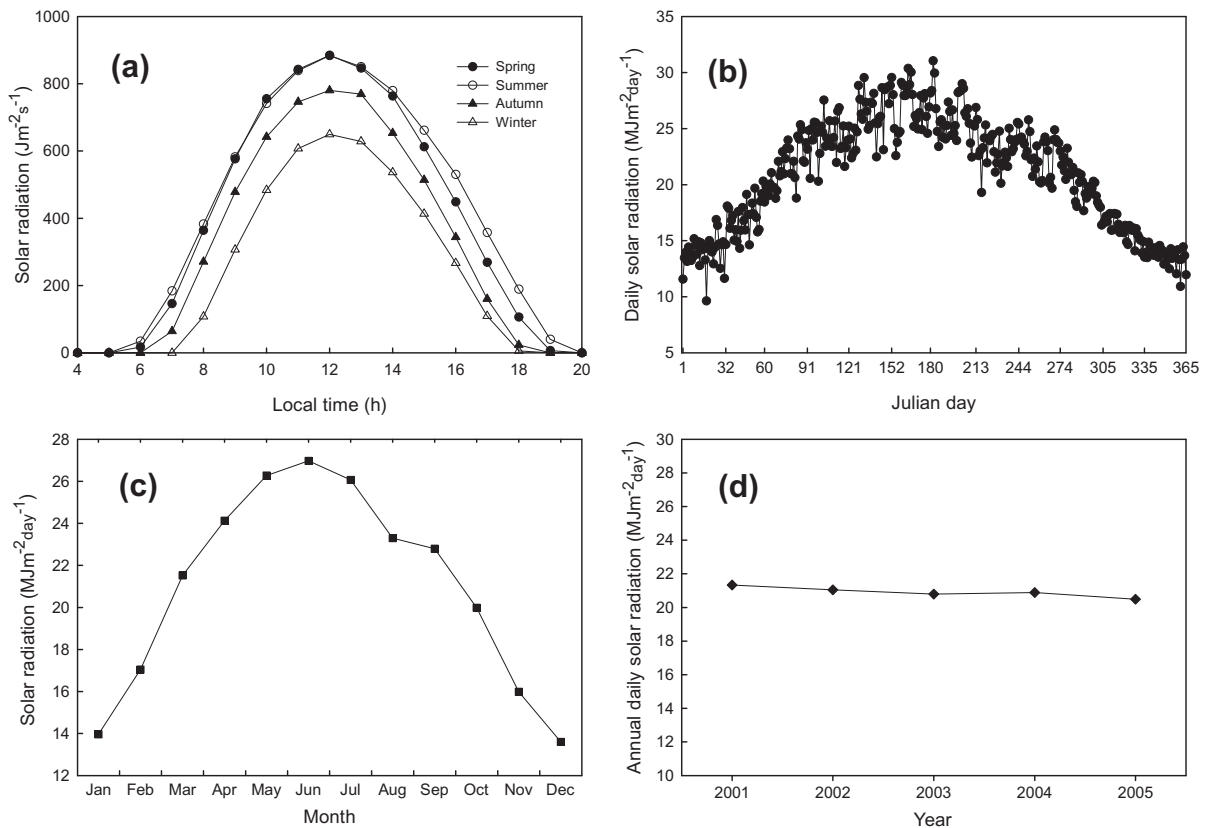 (a)
Solar radiation (Jm-2s-1)
1000
800
600
400
200
0
Spring
Summer
Autumn
Winter
4 6 8 10 12 14 16 18 20
Local time (h)
(b)
Daily solar radiation (MJm-2day-1)
35
30
25
20
15
10
5
1 32 60 91 121 152 180 213 244 274 305 335 365
Julian day
(c)
Solar radiation (MJm-2day-1)
28
26
24
22
20
18
16
14
12
Jan Feb Mar Apr May Jun Jul Aug Sep Oct Nov Dec
Month
(d)
Annual daily solar radiation (MJm-2day-1)
30
28
26
24
22
20
18
16
14
12
10
2001 2002 2003 2004 2005
Year